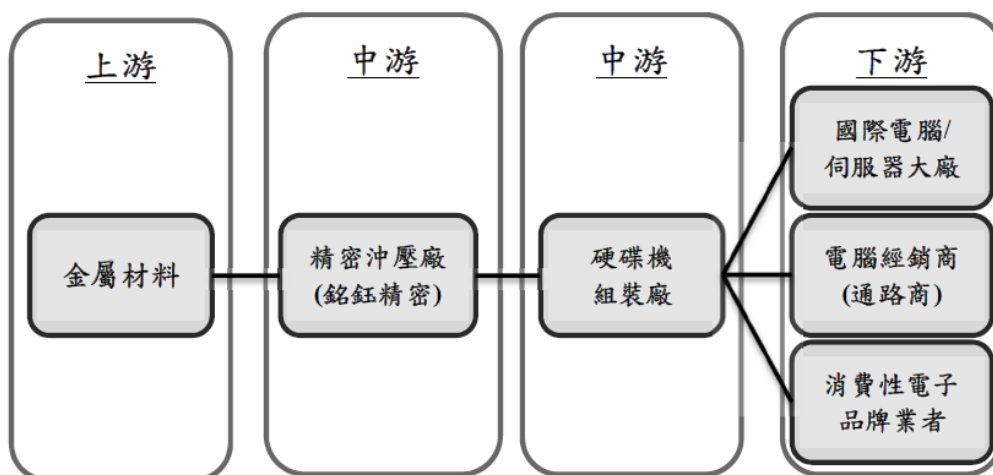 上游
金屬材料
中游
精密沖壓廠
(銘鈺精密)
中游
硬碟機
組裝廠
下游
國際電腦/
伺服器大廠
電腦經銷商
(通路商)
消費性電子
品牌業者